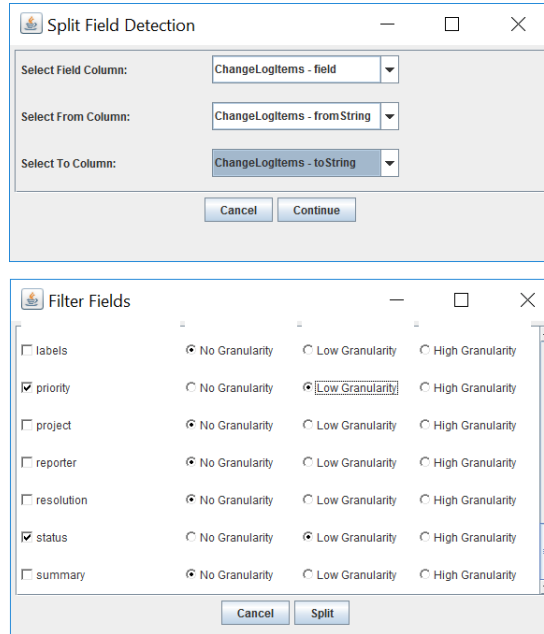 Split Field Detection
Select Field Column: ChangeLogItems - field
Select From Column: ChangeLogItems - fromString
Select To Column: ChangeLogItems - toString
Cancel Continue
Filter Fields
labels No Granularity Low Granularity High Granularity
priority No Granularity Low Granularity High Granularity
project No Granularity Low Granularity High Granularity
reporter No Granularity Low Granularity High Granularity
resolution No Granularity Low Granularity High Granularity
status No Granularity Low Granularity High Granularity
summary No Granularity Low Granularity High Granularity
Cancel Split